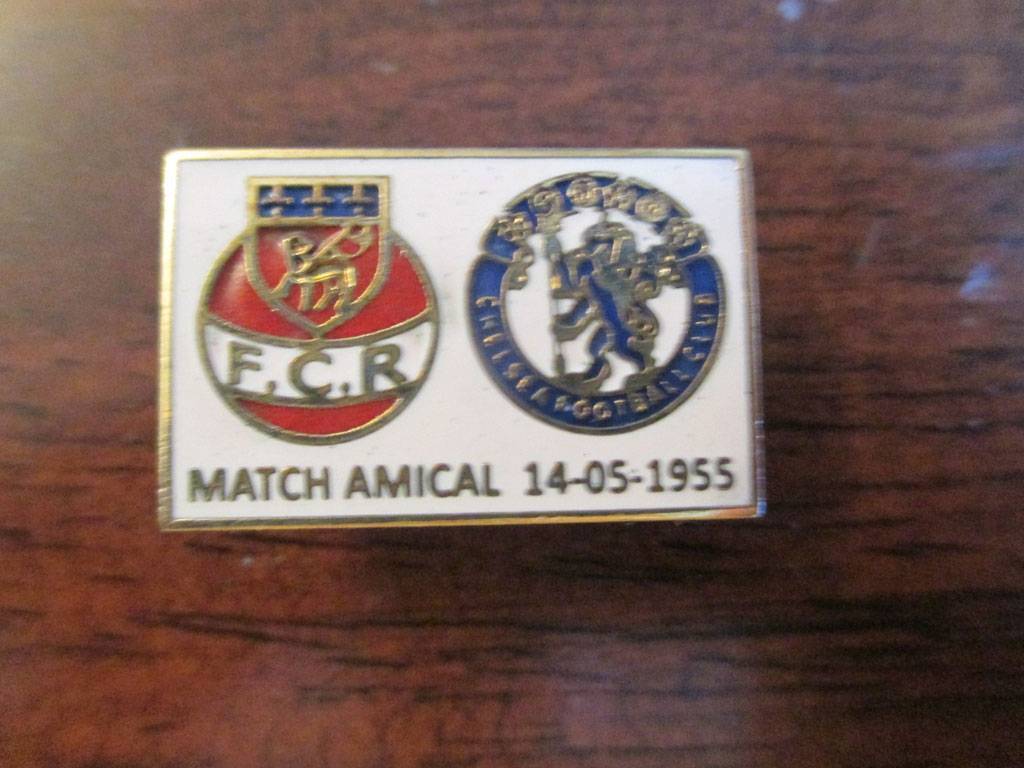 F.C.R
CHELSEA FOOTBALL CLUB
MATCH AMICAL 14-05-1955